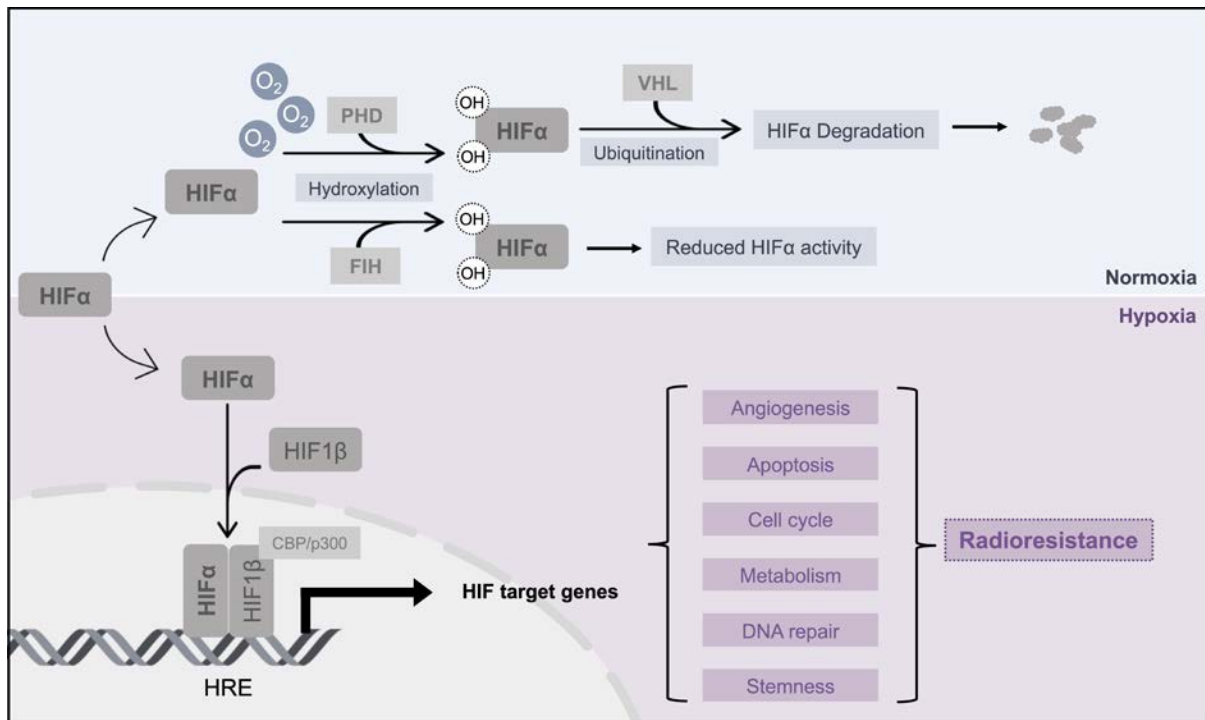 O2
O2
O2
PHD
VHL
OH
HIFα
OH
HIFα Degradation
Ubiquitination
HIFα
Hydroxylation
OH
HIFα
OH
Reduced HIFα activity
FIH
HIFα
Normoxia
Hypoxia
HIFα
HIF1β
CBP/p300
HIFα
HIF1β
HIF target genes
HRE
Angiogenesis
Apoptosis
Cell cycle
Metabolism
DNA repair
Stemness
Radioresistance